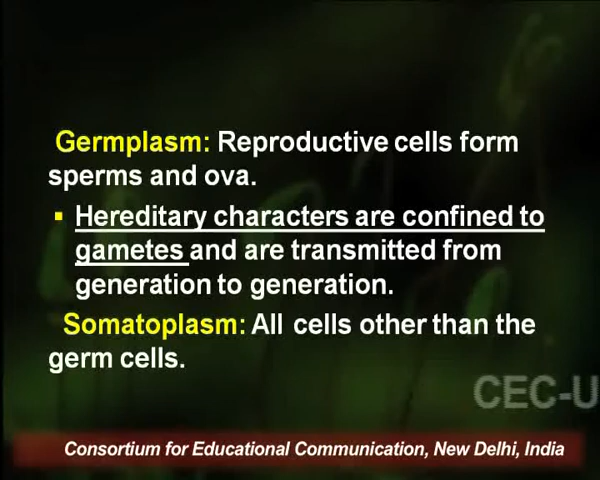 Germplasm: Reproductive cells form
sperms and ova.
▪ Hereditary characters are confined to
gametes and are transmitted from
generation to generation.
Somatoplasm: All cells other than the
germ cells.
CEC-U
Consortium for Educational Communication, New Delhi, India